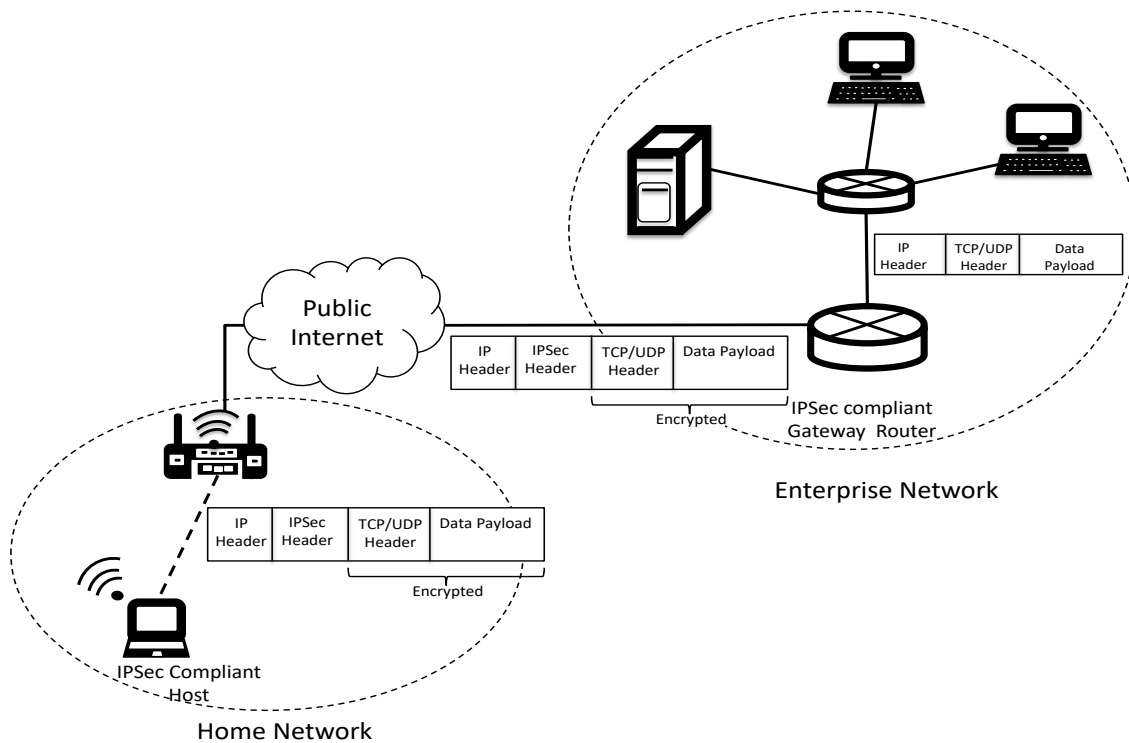 IP
Header
TCP/UDP
Header
Data
Payload
Public
Internet
IP
Header
IPSec
Header
TCP/UDP
Header
Data Payload
Encrypted
IPSec compliant
Gateway Router
Enterprise Network
IP
Header
IPSec
Header
TCP/UDP
Header
Data Payload
Encrypted
IPSec Compliant
Host
Home Network